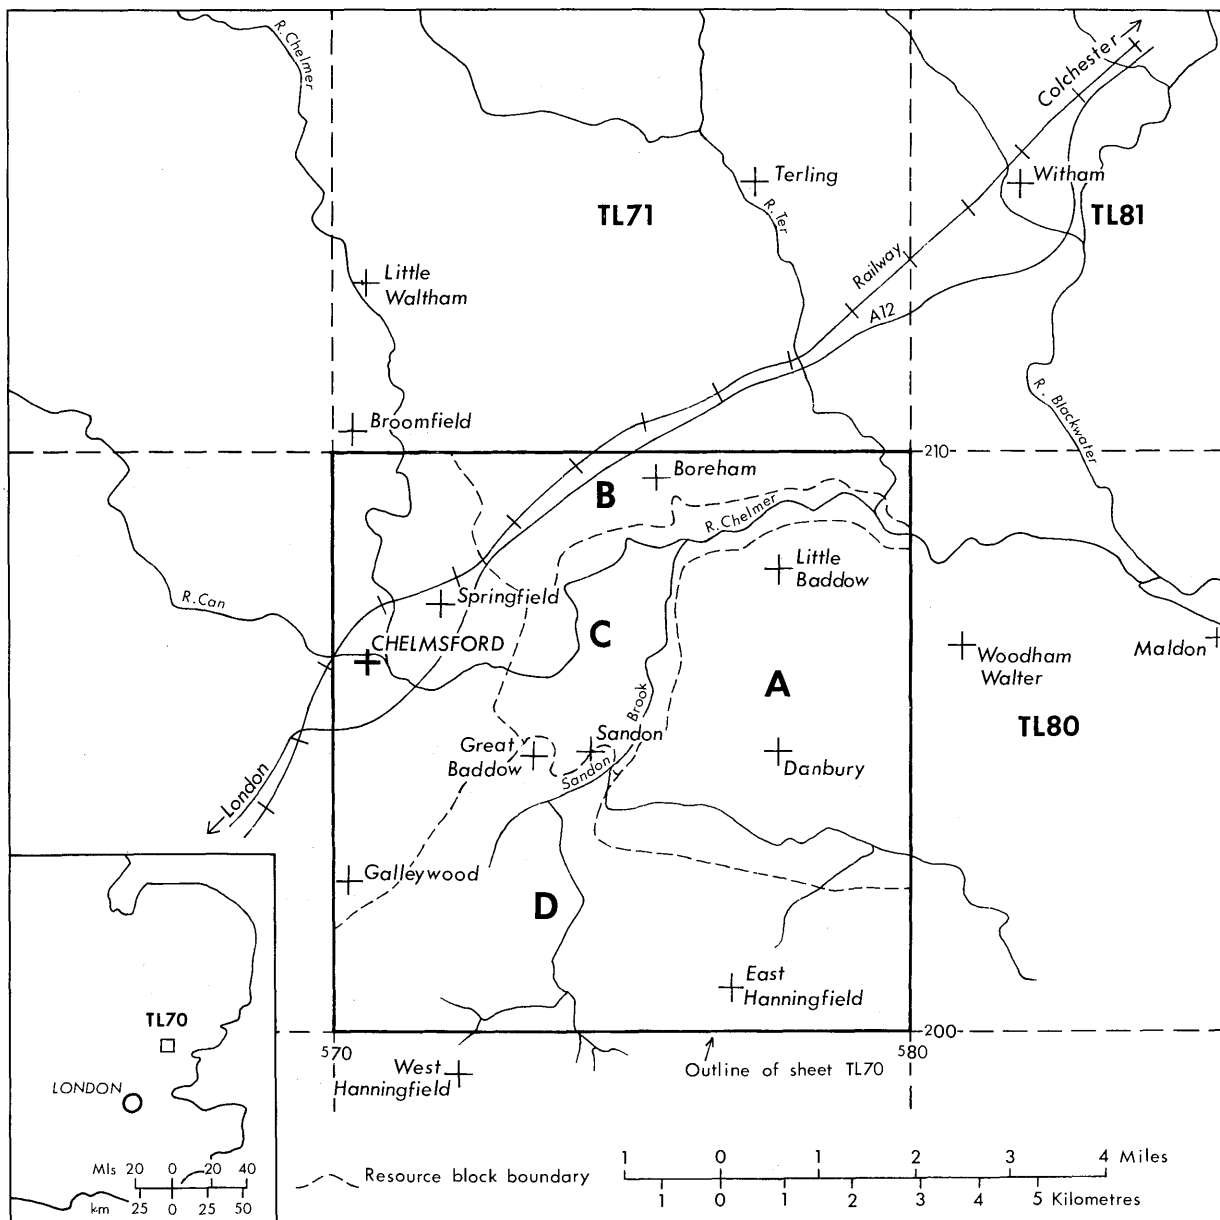 R. Chelmer
Colchester
Terling
Witham
TL71
R. Ter
TL81
Little
Waltham
Railway
A12
Broomfield
R. Blackwater
210
Boreham
B
R. Chelmer
Little
Baddow
R. Can
Springfield
C
CHELMSFORD
Woodham
Walter
Maldon
A
Brook
TL80
Great
Baddow
Sandon
Sandon
Danbury
London
Galleywood
D
East
Hanningfield
TL70
200
570
580
West
Hanningfield
Outline of sheet TL70
LONDON
Mls 20 0 20 40
km 25 0 25 50
Resource block boundary
1 0 1 2 3 4 Miles
1 0 1 2 3 4 5 Kilometres